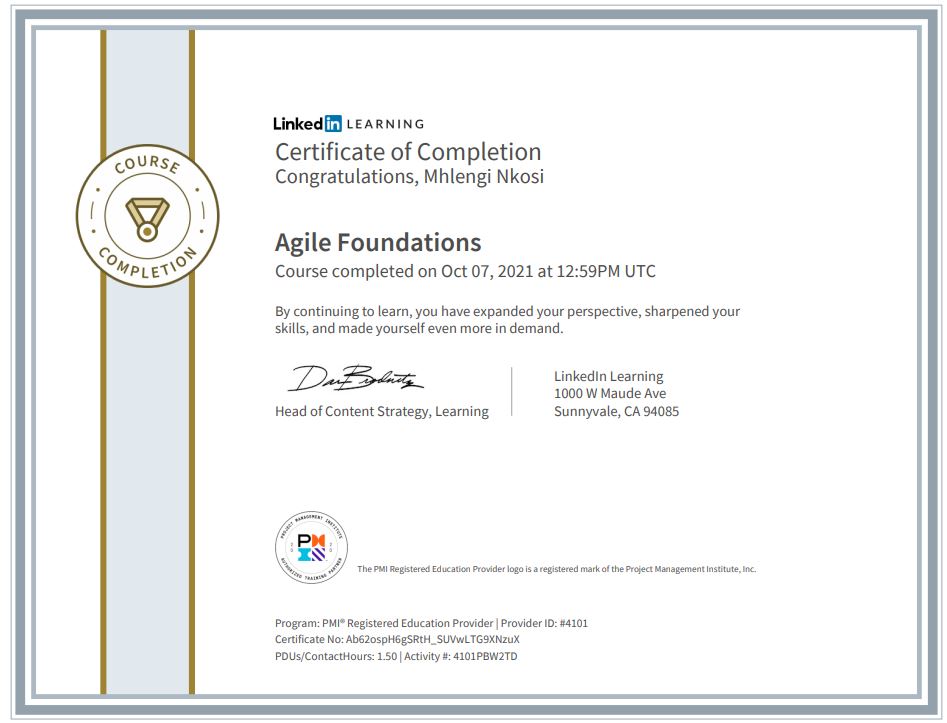 COURSE
COMPLETION
Linked in LEARNING
Certificate of Completion
Congratulations, Mhlengi Nkosi
Agile Foundations
Course completed on Oct 07, 2021 at 12:59PM UTC
By continuing to learn, you have expanded your perspective, sharpened your
skills, and made yourself even more in demand.
Head of Content Strategy, Learning
LinkedIn Learning
1000 W Maude Ave
Sunnyvale, CA 94085
PROJECT MANAGEMENT INSTITUTE
AUTHORIZED TRAINING PARTNER
The PMI Registered Education Provider logo is a registered mark of the Project Management Institute, Inc.
Program: PMI® Registered Education Provider | Provider ID: #4101
Certificate No: Ab62ospH6gSRtH_SUVwLTG9XNzuX
PDUs/ContactHours: 1.50 | Activity #: 4101PBW2TD